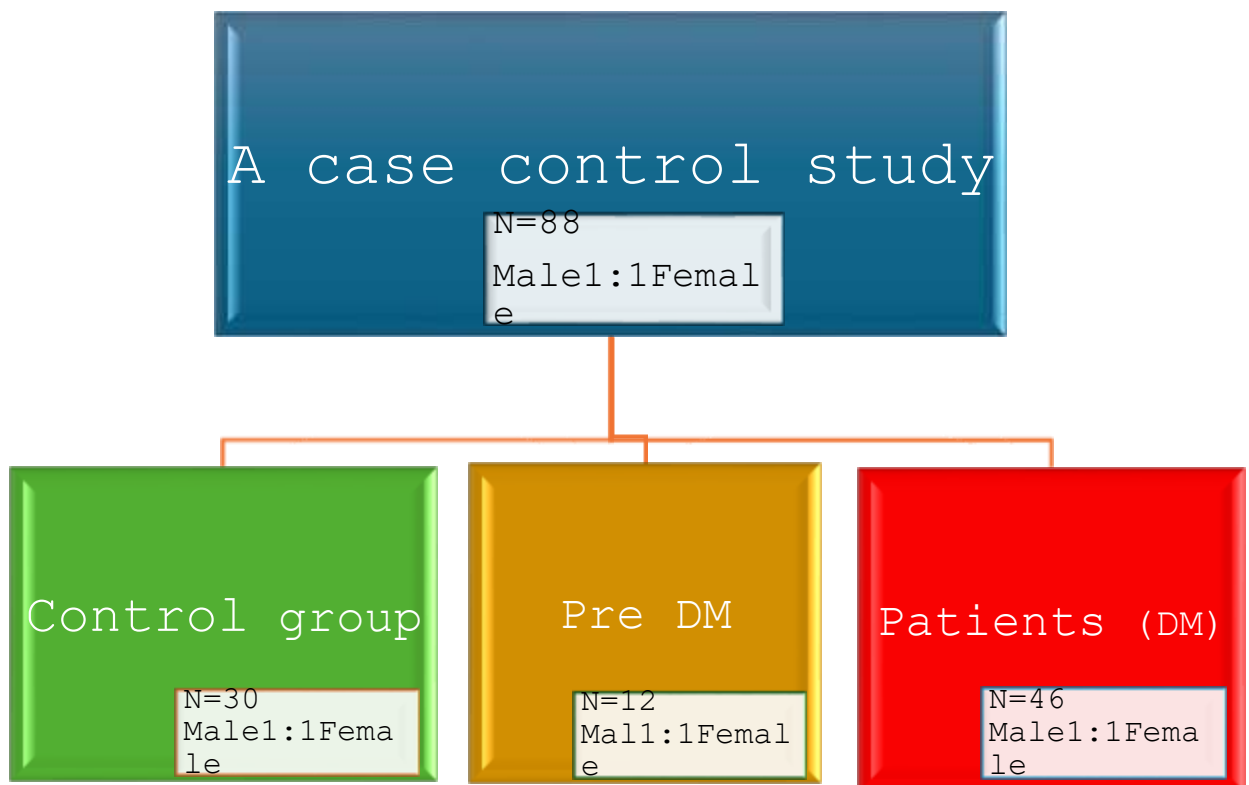 A case control study
N=88
Male1:1Femal
e
Control group
N=30
Male1:1Fema
le
Pre DM
N=12
Mal1:1Femal
e
Patients (DM)
N=46
Male1:1Fema
le